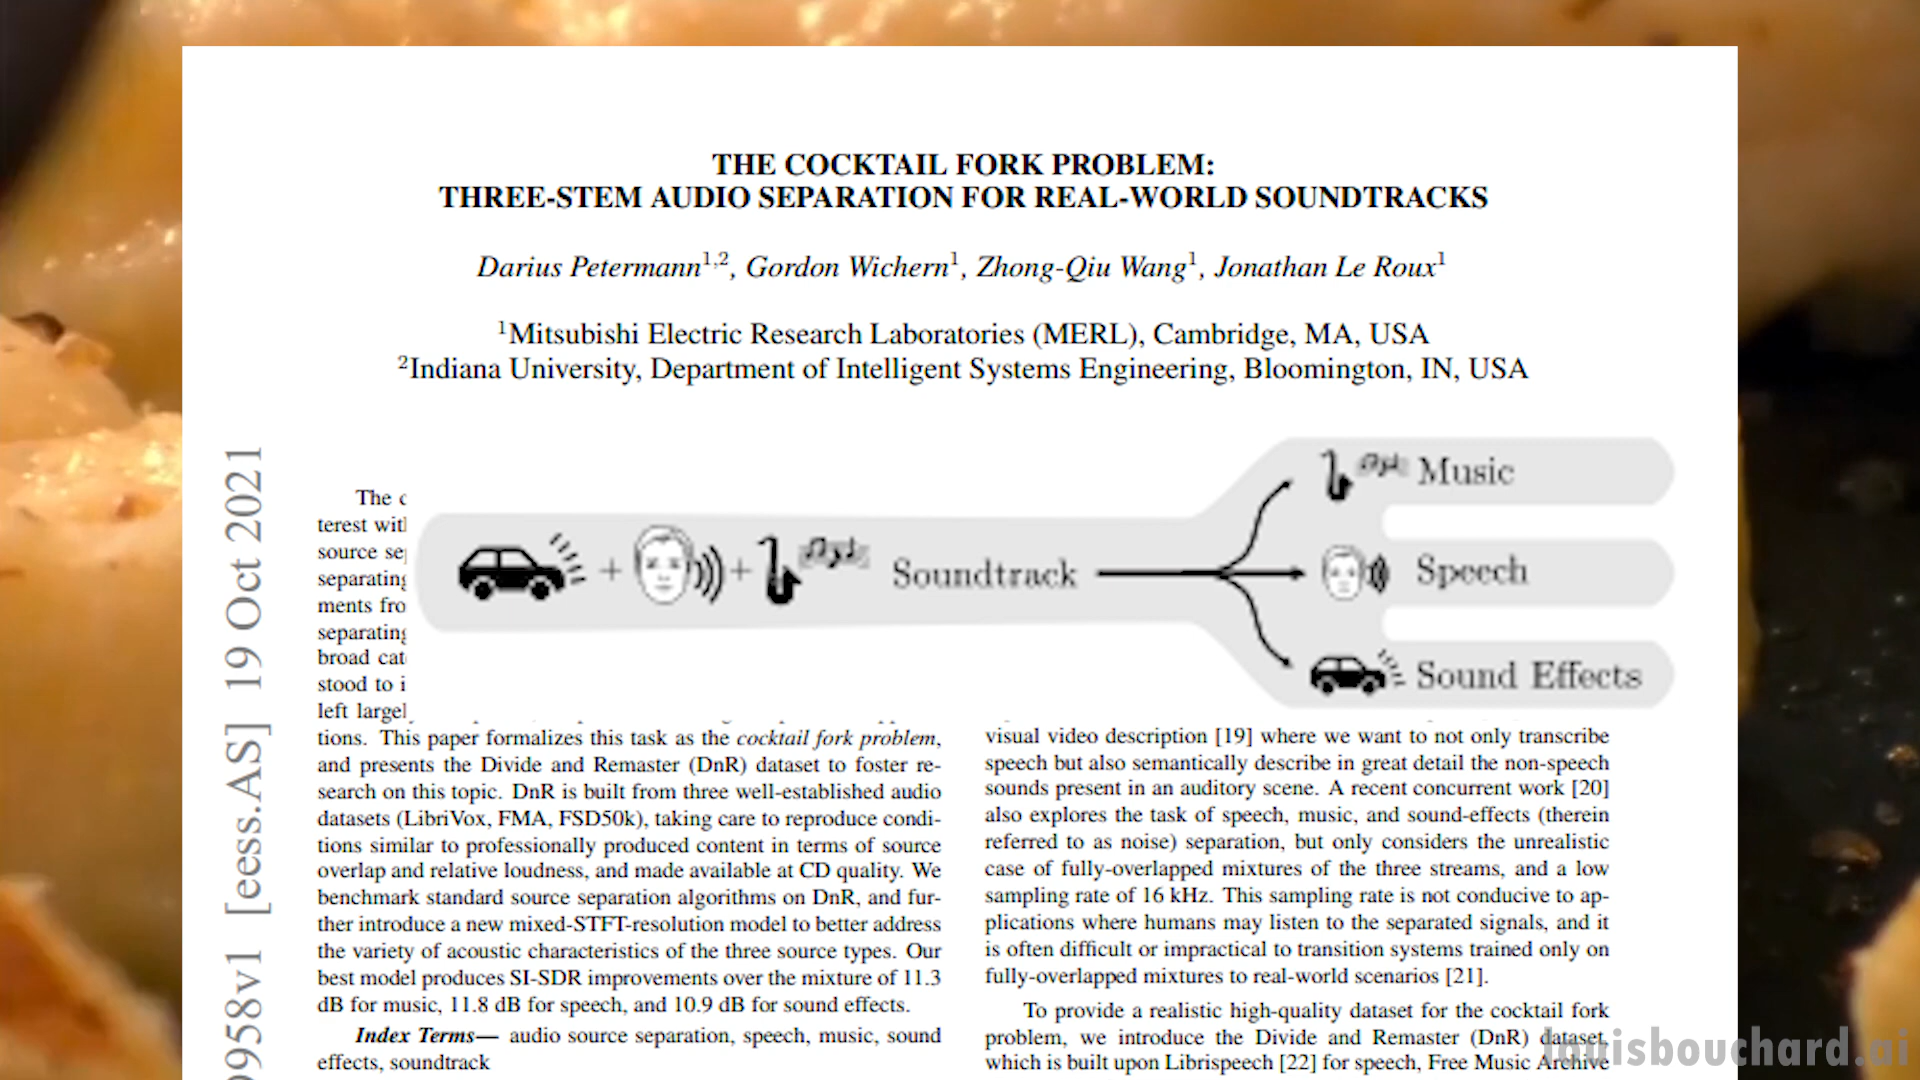 THE COCKTAIL FORK PROBLEM:
THREE-STEM AUDIO SEPARATION FOR REAL-WORLD SOUNDTRACKS
Darius Petermann1,2, Gordon Wichern1, Zhong-Qiu Wang1, Jonathan Le Roux1
1Mitsubishi Electric Research Laboratories (MERL), Cambridge, MA, USA
2Indiana University, Department of Intelligent Systems Engineering, Bloomington, IN, USA
9958v1 [eess.AS] 19 Oct 2021
The
terest
source
separating
ments
separating
broad
stood to
left
+ + Soundtrack
Music
Speech
Sound Effects
tions. This paper formalizes this task as the cocktail fork problem,
and presents the Divide and Remaster (DnR) dataset to foster re-
search on this topic. DnR is built from three well-established audio
datasets (LibriVox, FMA, FSD50k), taking care to reproduce condi-
tions similar to professionally produced content in terms of source
overlap and relative loudness, and made available at CD quality. We
benchmark standard source separation algorithms on DnR, and fur-
ther introduce a new mixed-STFT-resolution model to better address
the variety of acoustic characteristics of the three source types. Our
best model produces SI-SDR improvements over the mixture of 11.3
dB for music, 11.8 dB for speech, and 10.9 dB for sound effects.
Index Terms— audio source separation, speech, music, sound
effects, soundtrack
visual video description [19] where we want to not only transcribe
speech but also semantically describe in great detail the non-speech
sounds present in an auditory scene. A recent concurrent work [20]
also explores the task of speech, music, and sound-effects (therein
referred to as noise) separation, but only considers the unrealistic
case of fully-overlapped mixtures of the three streams, and a low
sampling rate of 16 kHz. This sampling rate is not conducive to ap-
plications where humans may listen to the separated signals, and it
is often difficult or impractical to transition systems trained only on
fully-overlapped mixtures to real-world scenarios [21].
To provide a realistic high-quality dataset for the cocktail fork
problem, we introduce the Divide and Remaster (DnR) dataset,
which is built upon Librispeech [22] for speech, Free Music Archive
louisbouchard.ai